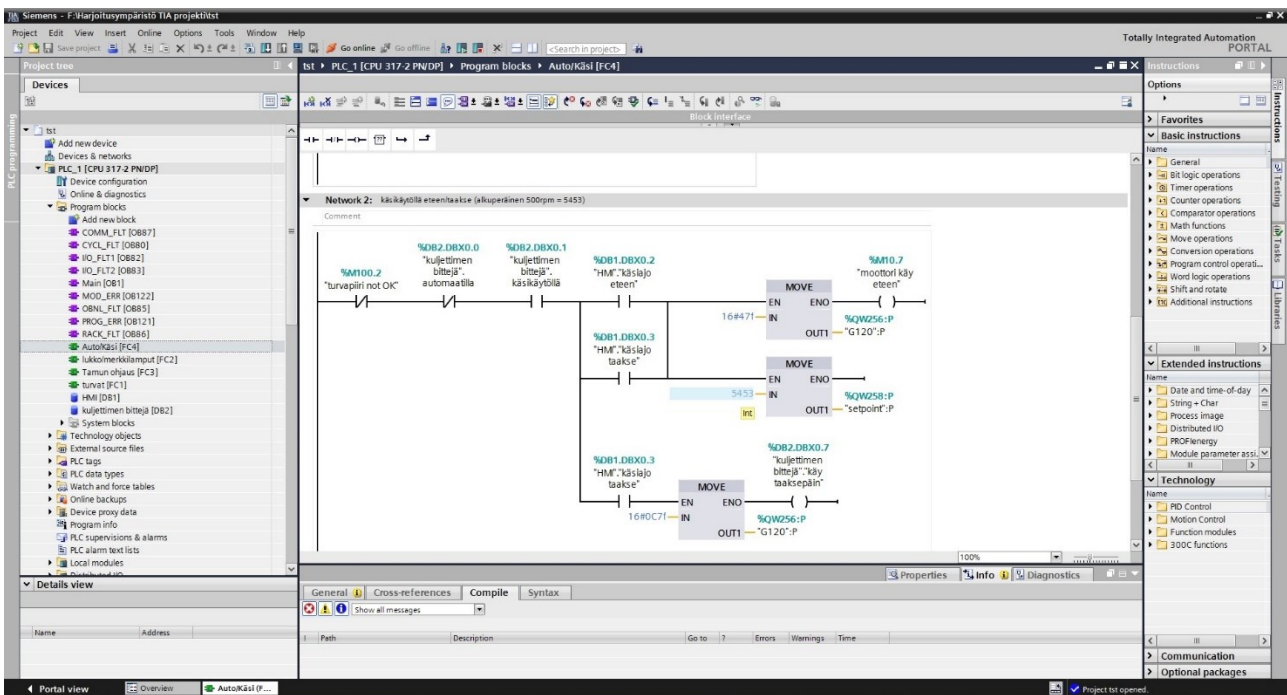 Siemens - F:\Harjoitusympäristö TIA projekti\tst
Project Edit View Insert Online Options Tools Window Help
Save project Go online Go offline <Search in project>
Totally Integrated Automation
PORTAL
Project tree
tst ▸ PLC_1 [CPU 317-2 PN/DP] ▸ Program blocks ▸ Auto/Käsi [FC4]
Instructions
Devices
Options
PLC programming
tst
Add new device
Devices & networks
PLC_1 [CPU 317-2 PN/DP]
Device configuration
Online & diagnostics
Program blocks
Add new block
COMM_FLT [OB87]
CYCL_FLT [OB80]
I/O_FLT1 [OB82]
I/O_FLT2 [OB83]
Main [OB1]
MOD_ERR [OB122]
OBNL_FLT [OB85]
PROG_ERR [OB121]
RACK_FLT [OB86]
Auto/Käsi [FC4]
lukko/merkkilamput [FC2]
Tamun ohjaus [FC3]
turvat [FC1]
HMI [DB1]
kuljettimen bittejä [DB2]
System blocks
Technology objects
External source files
PLC tags
PLC data types
Watch and force tables
Online backups
Device proxy data
Program info
PLC supervisions & alarms
PLC alarm text lists
Local modules
Distributed I/O
Details view
Name Address
Block interface
Network 2: käsikäytöllä eteen/taakse (alkuperäinen 500rpm = 5453)
Comment
%M100.2
"turvapiiri not OK"
%DB2.DBX0.0
"kuljettimen
bittejä".
automaatilla
%DB2.DBX0.1
"kuljettimen
bittejä".
käsikäytöllä
%DB1.DBX0.2
"HMI"."käsiajo
eteen"
MOVE
EN ENO
16#47f IN
OUT1
%QW256:P
"G120":P
%M10.7
"moottori käy
eteen"
%DB1.DBX0.3
"HMI"."käsiajo
taakse"
MOVE
EN ENO
5453 IN
Int
OUT1
%QW258:P
"setpoint":P
%DB1.DBX0.3
"HMI"."käsiajo
taakse"
MOVE
EN ENO
16#0C7f IN
OUT1
%QW256:P
"G120":P
%DB2.DBX0.7
"kuljettimen
bittejä"."käy
taaksepäin"
100%
Properties Info Diagnostics
General Cross-references Compile Syntax
Show all messages
! Path Description Go to ? Errors Warnings Time
Favorites
Basic instructions
Name
General
Bit logic operations
Timer operations
Counter operations
Comparator operations
Math functions
Move operations
Conversion operations
Program control operati...
Word logic operations
Shift and rotate
Additional instructions
Extended instructions
Name
Date and time-of-day
String + Char
Process image
Distributed I/O
PROFIenergy
Module parameter assi...
Technology
Name
PID Control
Motion Control
Function modules
300C functions
Communication
Optional packages
Instructions
Testing
Tasks
Libraries
Portal view Overview Auto/Käsi (F...
Project tst opened.